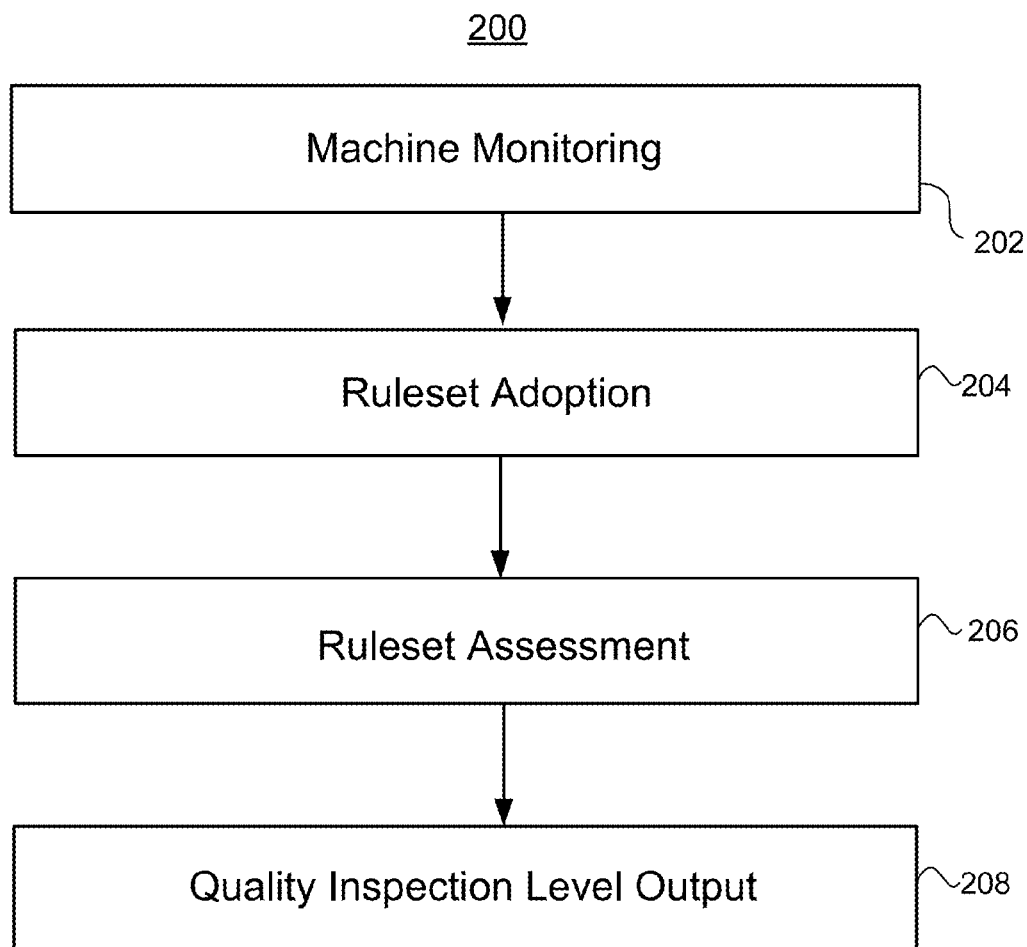 200
Machine Monitoring
202
Ruleset Adoption
204
Ruleset Assessment
206
Quality Inspection Level Output
208